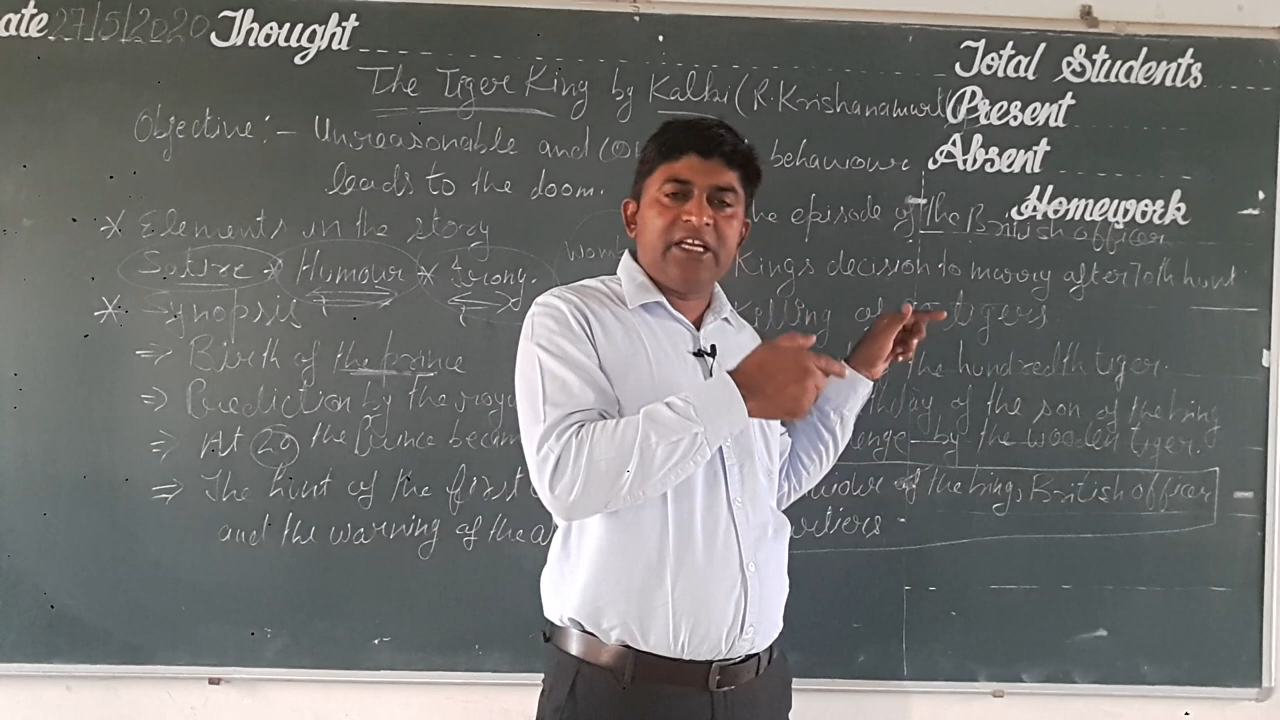 ate 27/5/2020 Thought
Total Students
The Tiger King by Kalki (R. Krishanamurt
Present
Objective:- Unreasonable and behaviour
Absent
leads to the doom.
Homework
* Elements in the story
he episode of the British officer
Satire * Humour * Irony
Kings decision to marry after 70th hunt
* Synopsis
Killing tigers
⇒ Birth of the prince
the hundredth tiger.
⇒ Prediction by the roya
thday of the son of the king
⇒ At 20 the Prince becam
enge by the wooden tiger.
⇒ The hunt of the first
viour of the king, British officer
and the warning of the a
rtiers